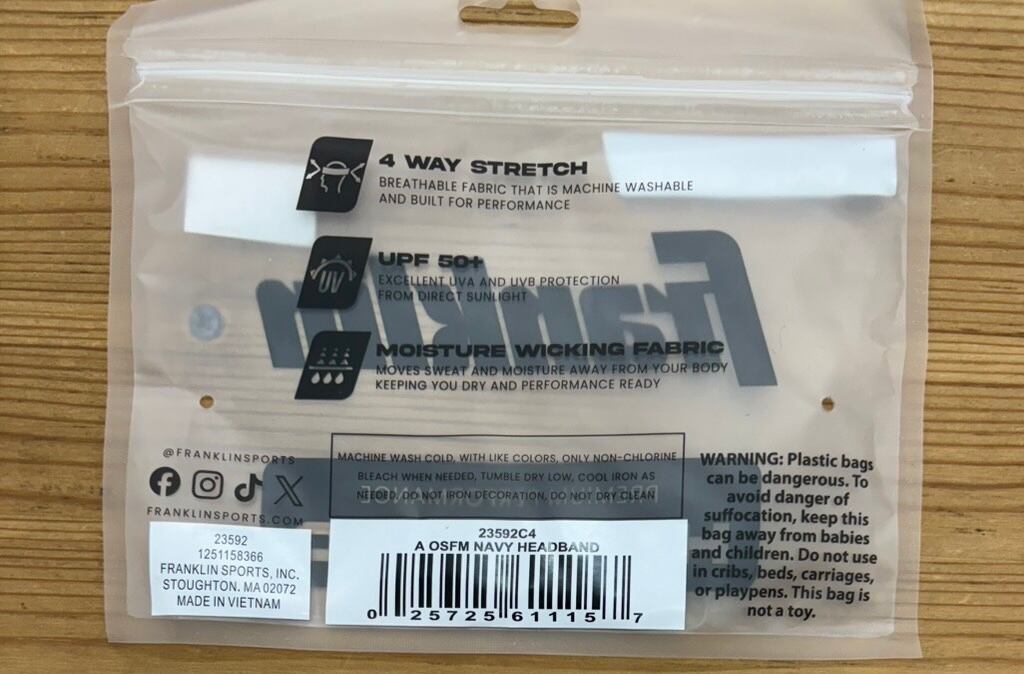 4 WAY STRETCH
BREATHABLE FABRIC THAT IS MACHINE WASHABLE
AND BUILT FOR PERFORMANCE
UV
UPF 50+
EXCELLENT UVA AND UVB PROTECTION
FROM DIRECT SUNLIGHT
Franklin
MOISTURE WICKING FABRIC
MOVES SWEAT AND MOISTURE AWAY FROM YOUR BODY
KEEPING YOU DRY AND PERFORMANCE READY
@FRANKLINSPORTS
FRANKLINSPORTS.COM
23592
1251158366
FRANKLIN SPORTS, INC.
STOUGHTON. MA 02072
MADE IN VIETNAM
MACHINE WASH COLD, WITH LIKE COLORS, ONLY NON-CHLORINE
BLEACH WHEN NEEDED, TUMBLE DRY LOW, COOL IRON AS
NEEDED, DO NOT IRON DECORATION, DO NOT DRY CLEAN
23592C4
A OSFM NAVY HEADBAND
0 25725 61115 7
WARNING: Plastic bags
can be dangerous. To
avoid danger of
suffocation, keep this
bag away from babies
and children. Do not use
in cribs, beds, carriages,
or playpens. This bag is
not a toy.